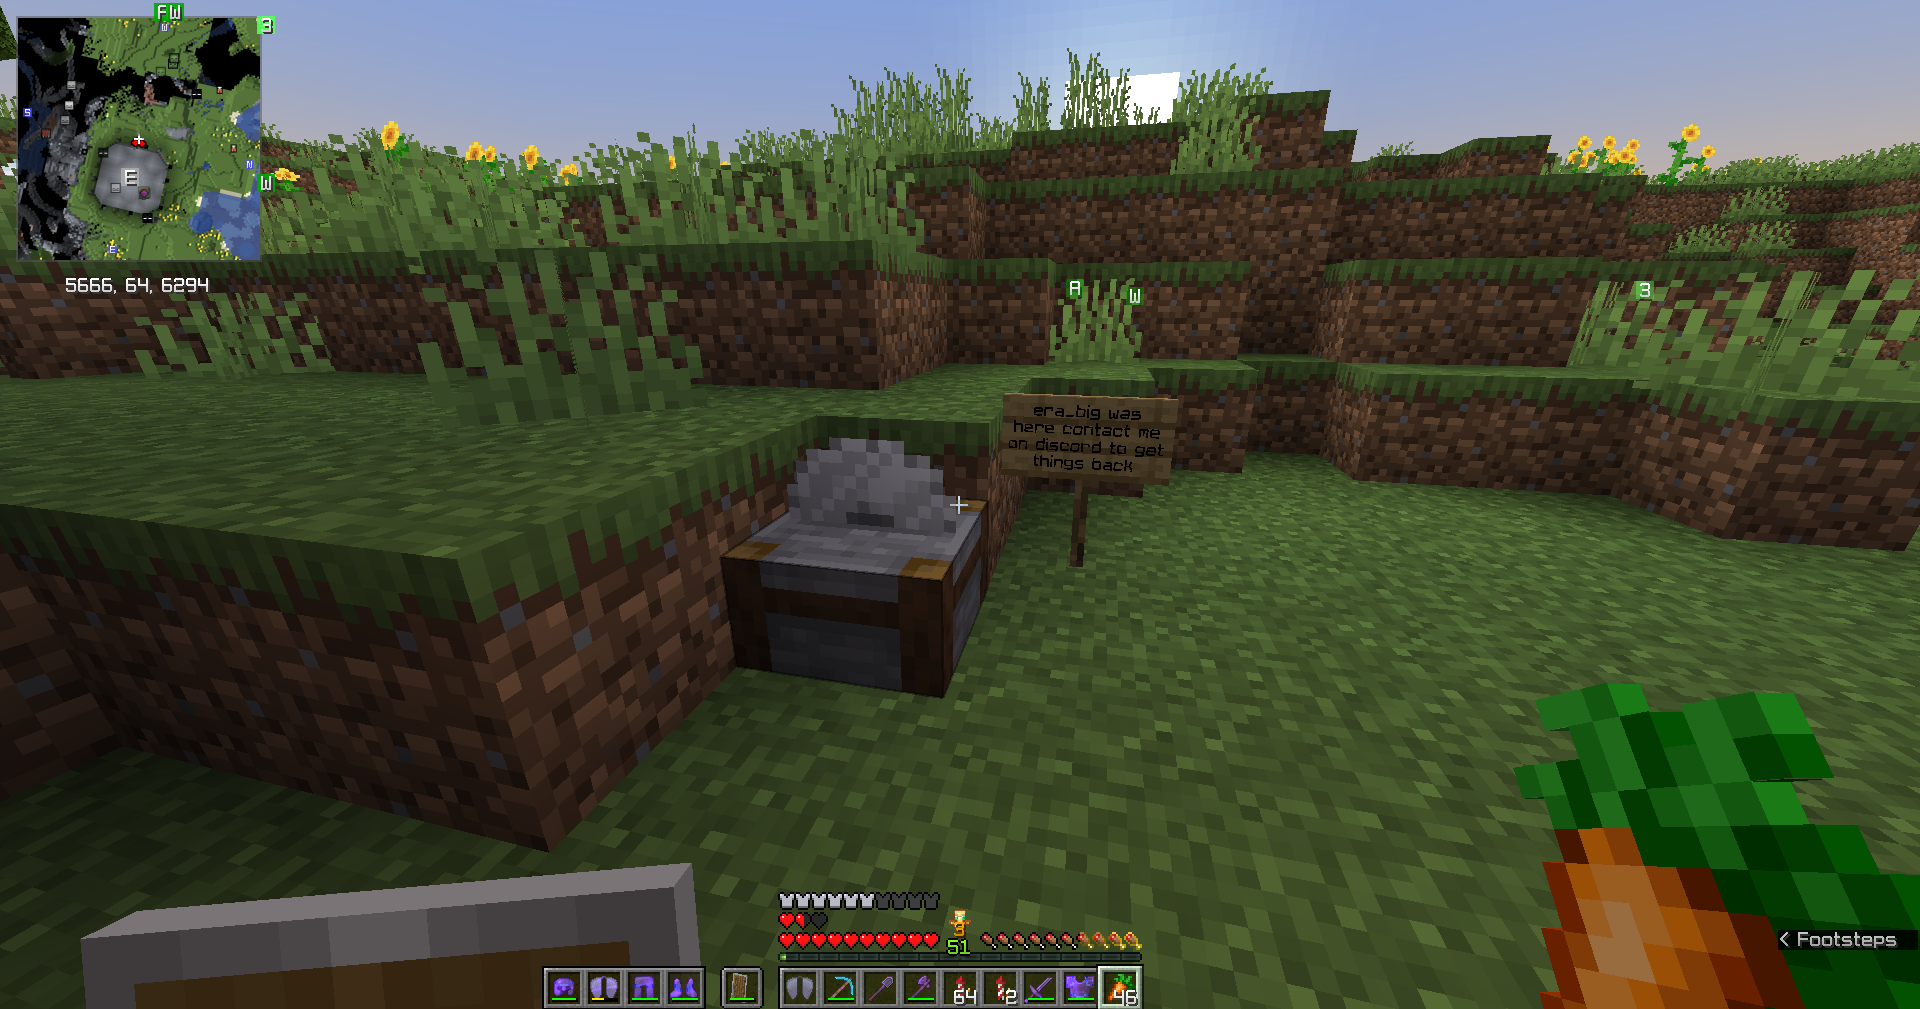 FW
3
W
5666, 64, 6294
E
S
N
E
W
A
W
3
era_big was
here contact me
on discord to get
things back
< Footsteps
3
51
64
2
46